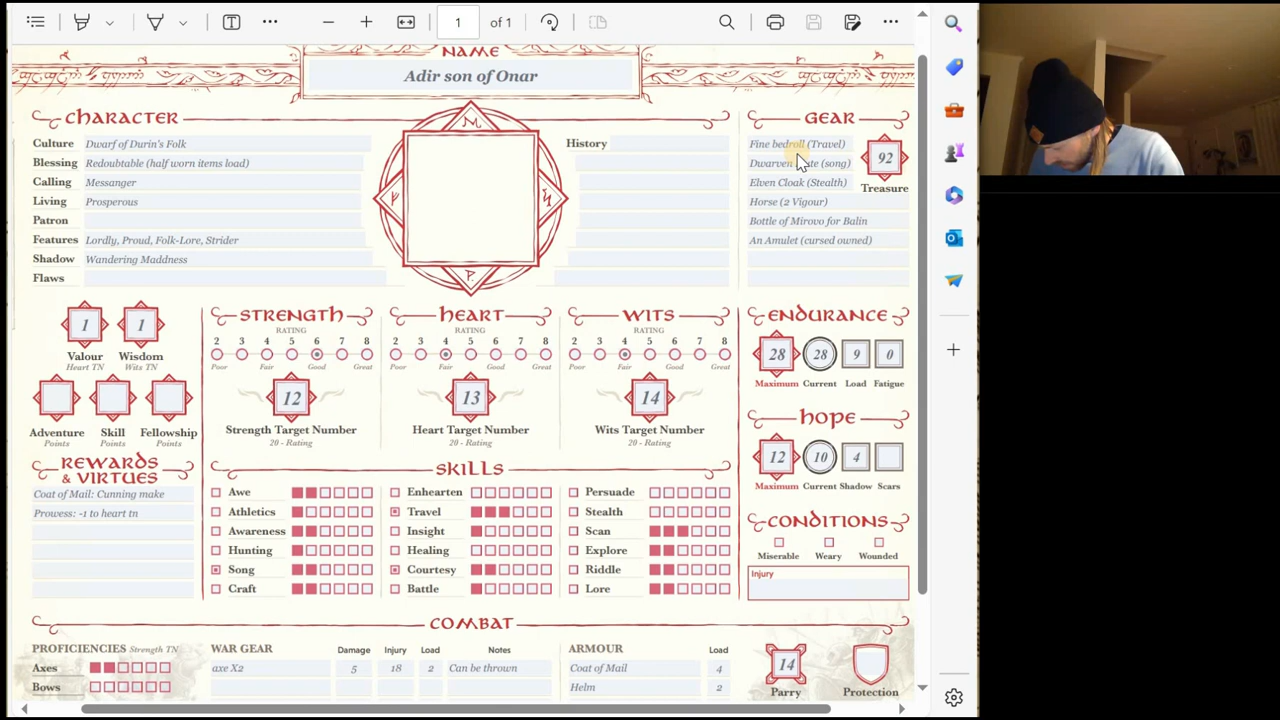 1 of 1
NAME
Adir son of Onar
CHARACTER
Culture Dwarf of Durin's Folk
Blessing Redoubtable (half worn items load)
Calling Messanger
Living Prosperous
Patron
Features Lordly, Proud, Folk-Lore, Strider
Shadow Wandering Maddness
Flaws
History
GEAR
Fine bedroll (Travel)
Dwarven (song)
Elven Cloak (Stealth)
Horse (2 Vigour)
Bottle of Mirovo for Balin
An Amulet (cursed owned)
92
Treasure
1 1
Valour Wisdom
Heart TN Wits TN
Adventure Skill Fellowship
Points Points Points
REWARDS
& VIRTUES
Coat of Mail: Cunning make
Prowess: -1 to heart tn
STRENGTH
RATING
2 3 4 5 6 7 8
Poor Fair Good Great
12
Strength Target Number
20 - Rating
HEART
RATING
2 3 4 5 6 7 8
Poor Fair Good Great
13
Heart Target Number
20 - Rating
WITS
RATING
2 3 4 5 6 7 8
Poor Fair Good Great
14
Wits Target Number
20 - Rating
SKILLS
Awe Enhearten Persuade
Athletics Travel Stealth
Awareness Insight Scan
Hunting Healing Explore
Song Courtesy Riddle
Craft Battle Lore
ENDURANCE
28 28 9 0
Maximum Current Load Fatigue
HOPE
12 10 4
Maximum Current Shadow Scars
CONDITIONS
Miserable Weary Wounded
Injury
COMBAT
PROFICIENCIES Strength TN
Axes
Bows
WAR GEAR Damage Injury Load Notes
axe X2 5 18 2 Can be thrown
ARMOUR Load
Coat of Mail 4
Helm 2
14
Parry
Protection